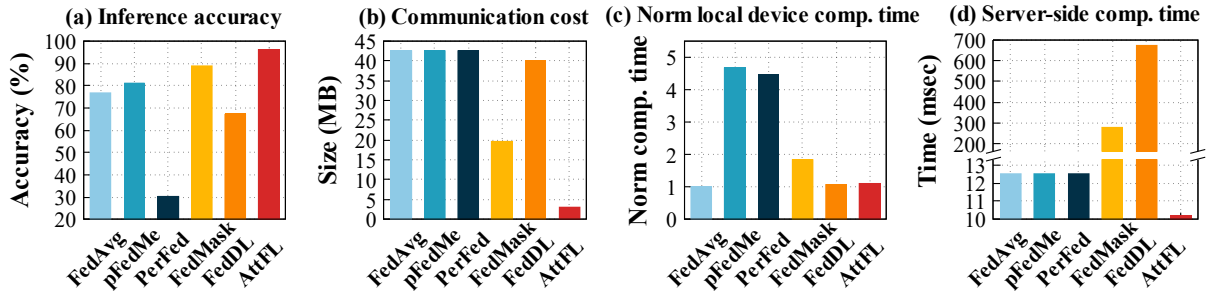 (a) Inference accuracy
Accuracy (%)
100
90
80
70
60
50
40
30
20
FedAvg
pFedMe
PerFed
FedMask
FedDL
AttFL
(b) Communication cost
Size (MB)
45
40
35
30
25
20
15
10
5
0
FedAvg
pFedMe
PerFed
FedMask
FedDL
AttFL
(c) Norm local device comp. time
Norm comp. time
5
4
3
2
1
0
FedAvg
pFedMe
PerFed
FedMask
FedDL
AttFL
(d) Server-side comp. time
Time (msec)
700
600
500
400
300
200
13
12
11
10
FedAvg
pFedMe
PerFed
FedMask
FedDL
AttFL